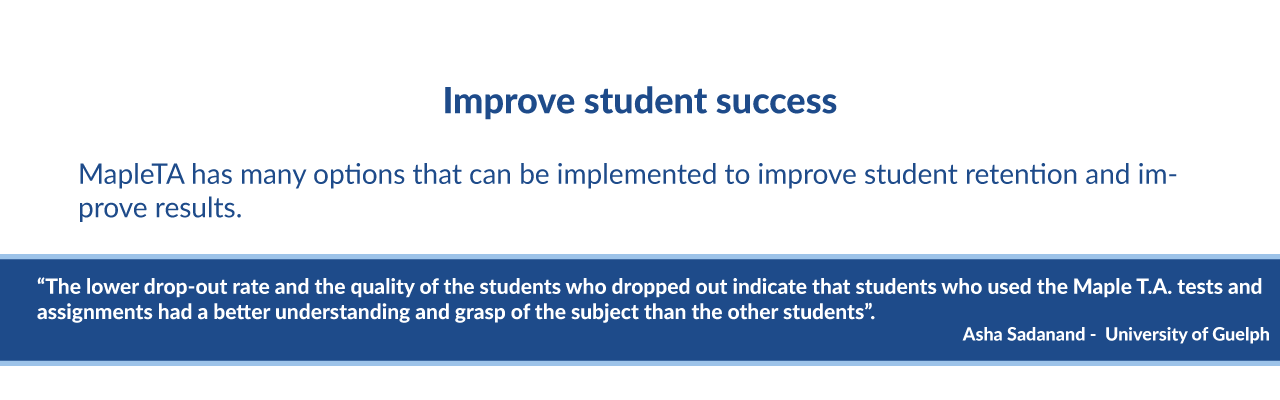 Improve student success
MapleTA has many options that can be implemented to improve student retention and im-
prove results.
“The lower drop-out rate and the quality of the students who dropped out indicate that students who used the Maple T.A. tests and
assignments had a better understanding and grasp of the subject than the other students”.
Asha Sadanand -  University of Guelph